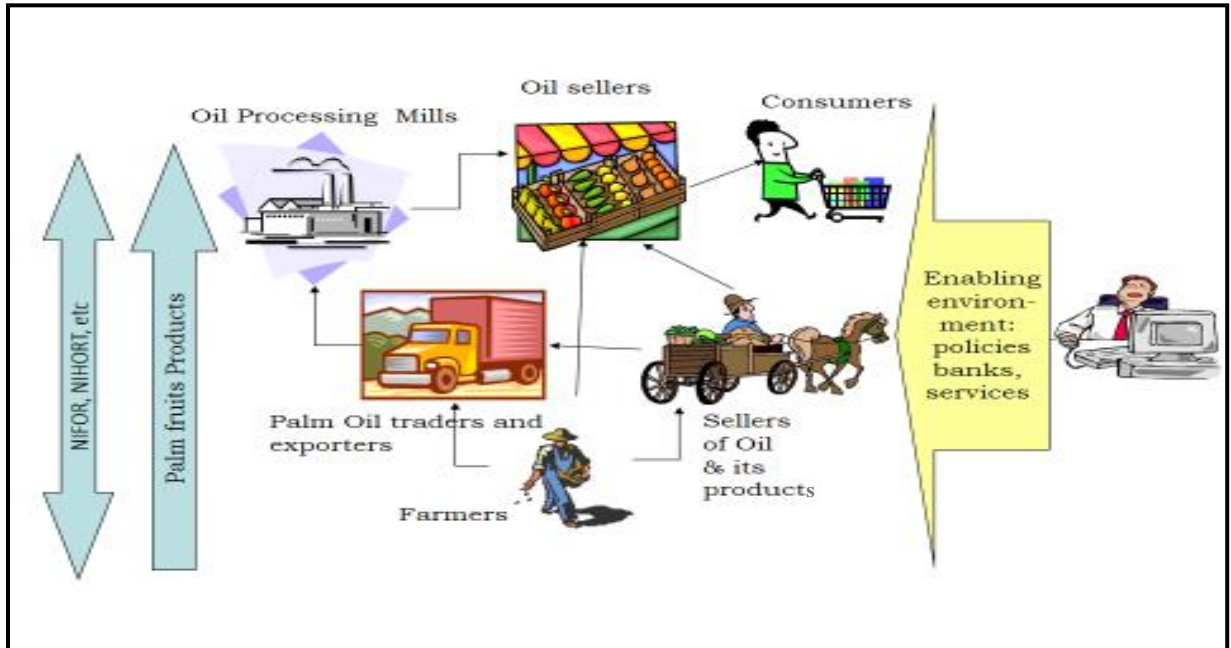 Oil sellers
Consumers
Oil Processing Mills
NIFOR, NIHORT, etc
Palm fruits Products
Enabling
environ-
ment:
policies
banks,
services
Palm Oil traders and
exporters
Sellers
of Oil
& its
products
Farmers